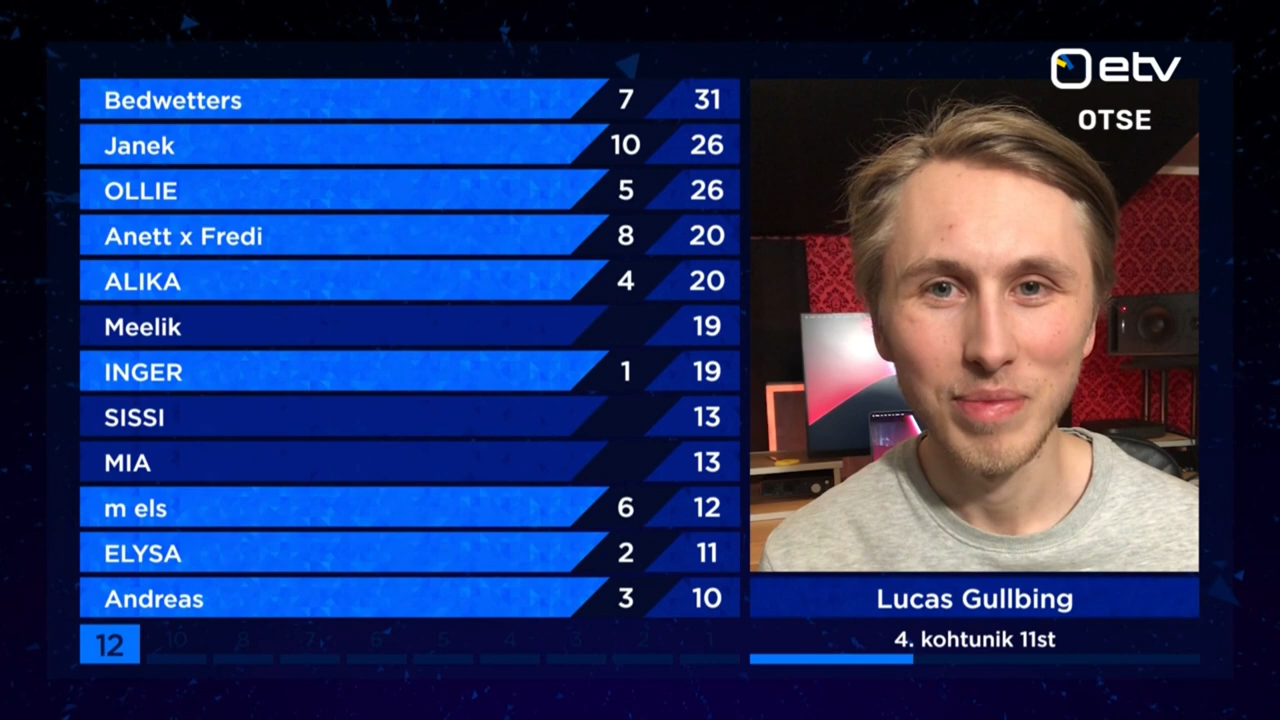 etv
OTSE
Bedwetters 7 31
Janek 10 26
OLLIE 5 26
Anett x Fredi 8 20
ALIKA 4 20
Meelik 19
INGER 1 19
SISSI 13
MIA 13
m els 6 12
ELYSA 2 11
Andreas 3 10
12 10 8 7 6 5 4 3 2 1
Lucas Gullbing
4. kohtunik 11st